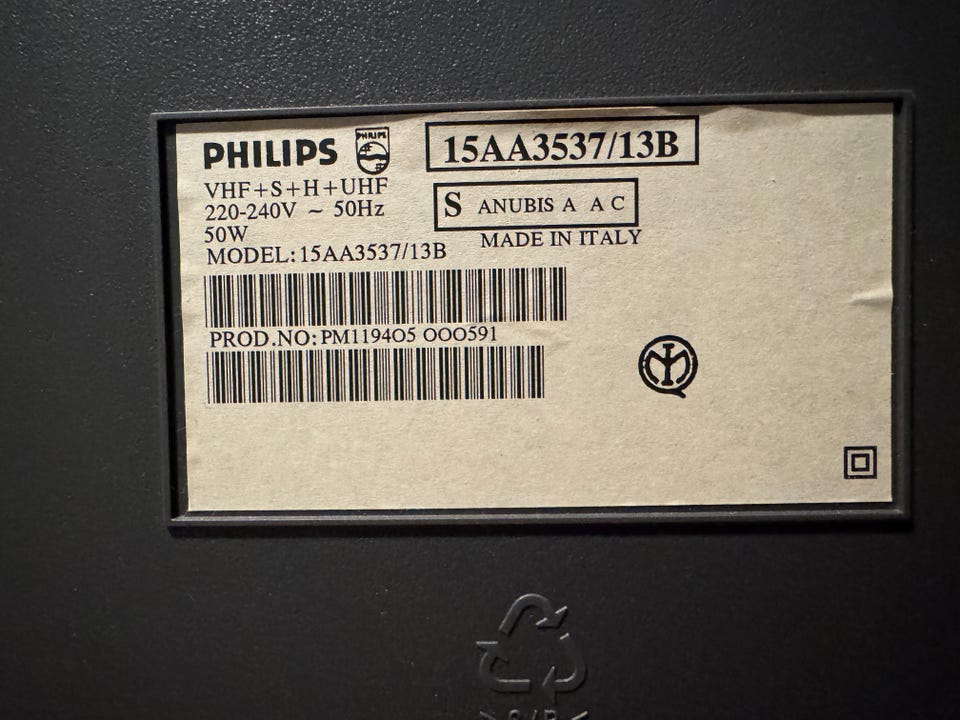 PHILIPS PHILIPS 15AA3537/13B
VHF+S+H+UHF
220-240V ~ 50Hz S ANUBIS A A C
50W MADE IN ITALY
MODEL: 15AA3537/13B
PROD.NO: PM119405 000591